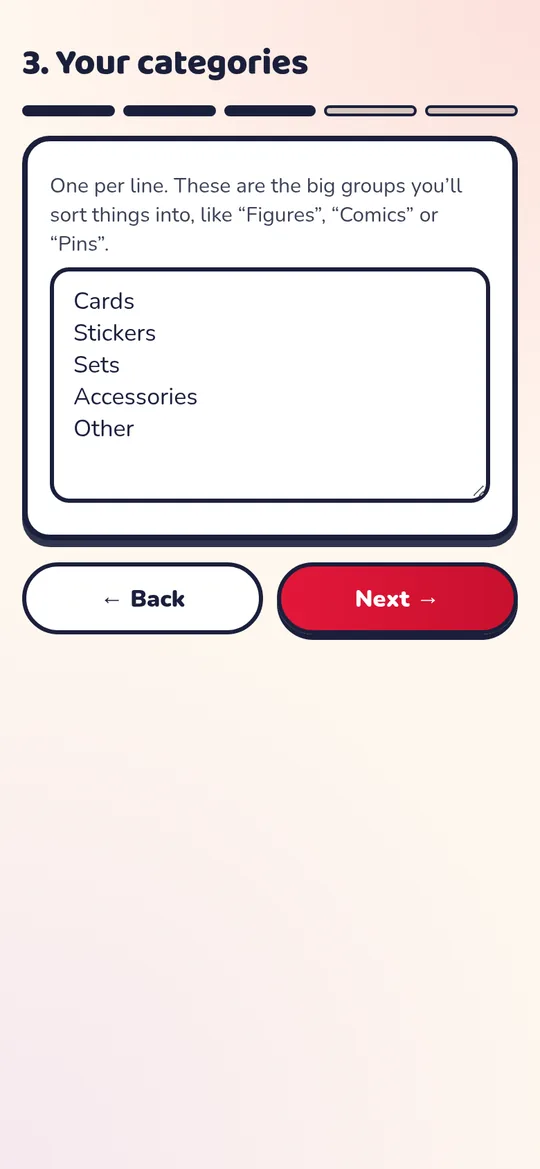 3. Your categories
One per line. These are the big groups you’ll
sort things into, like “Figures”, “Comics” or
“Pins”.
Cards
Stickers
Sets
Accessories
Other
← Back
Next →